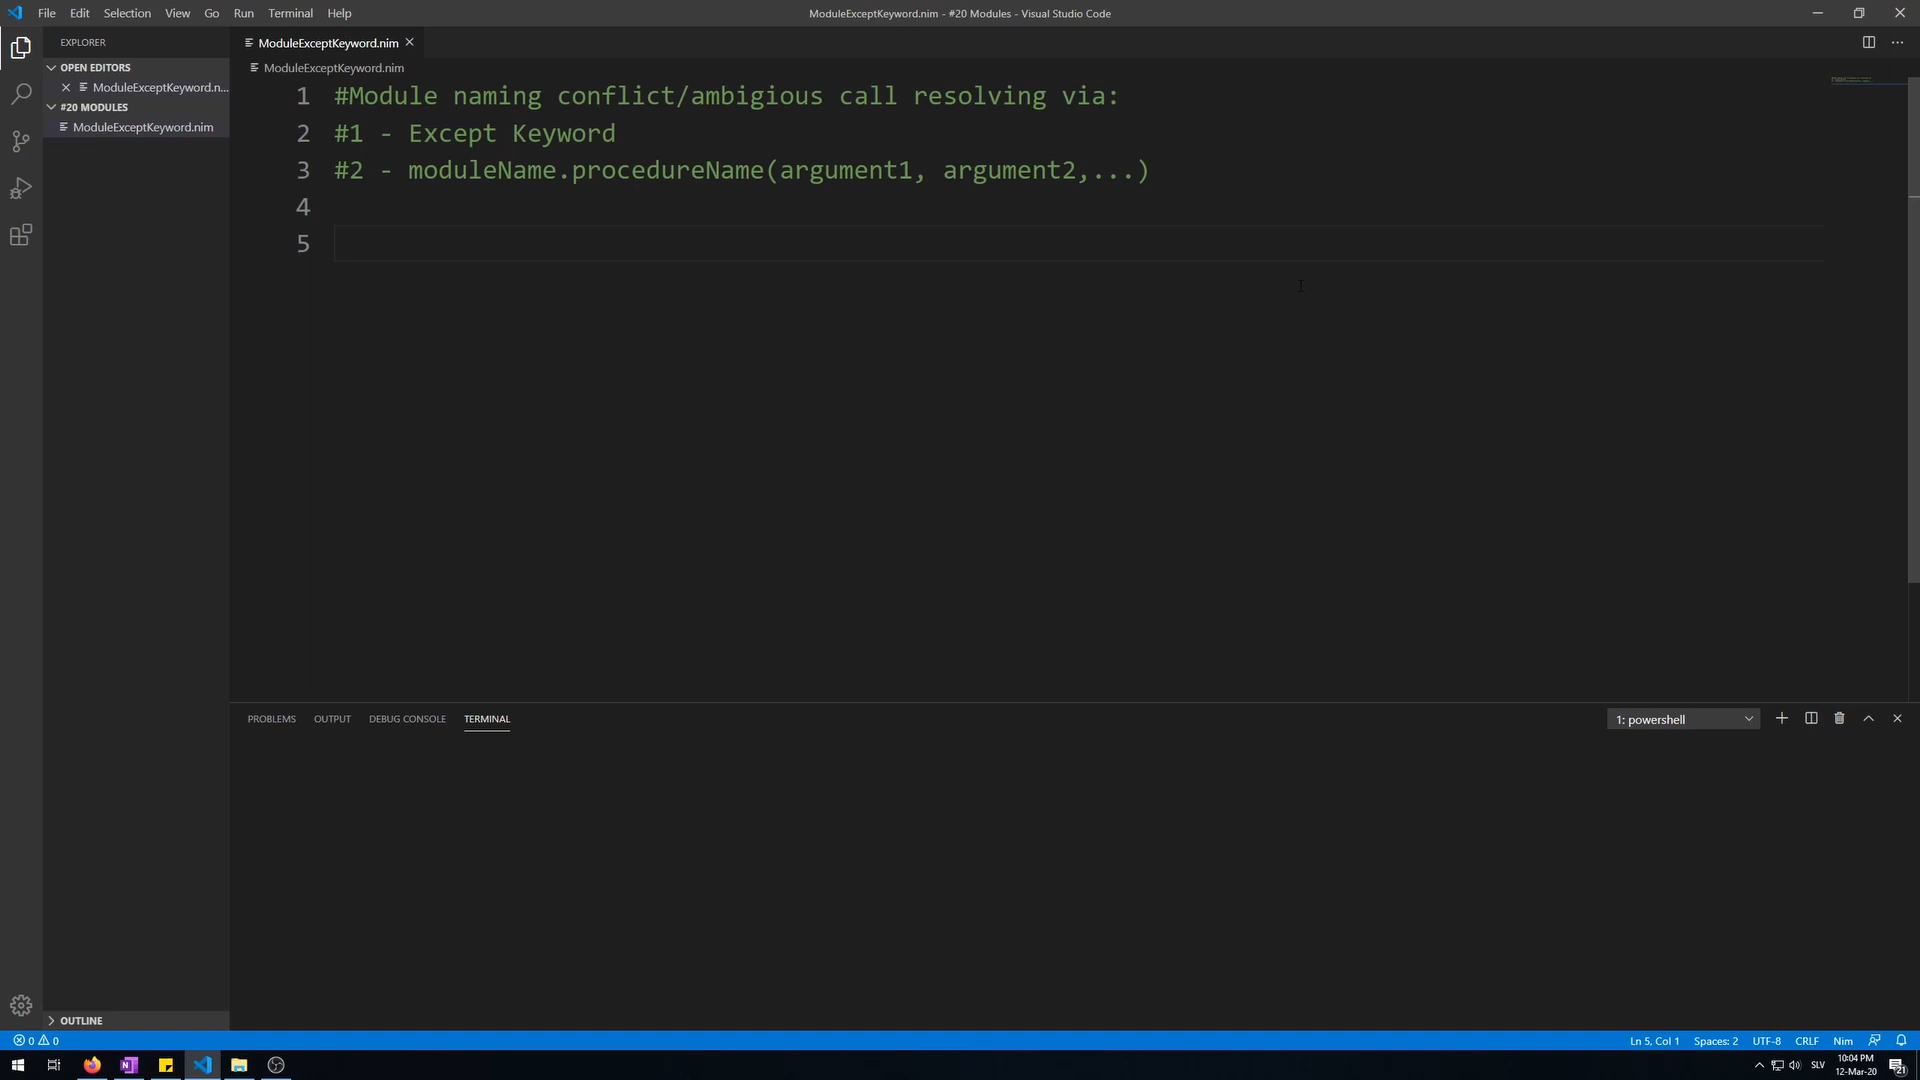 File Edit Selection View Go Run Terminal Help
ModuleExceptKeyword.nim - #20 Modules - Visual Studio Code
EXPLORER
OPEN EDITORS
ModuleExceptKeyword.n...
#20 MODULES
ModuleExceptKeyword.nim
OUTLINE
ModuleExceptKeyword.nim
ModuleExceptKeyword.nim
1 #Module naming conflict/ambigious call resolving via:
2 #1 - Except Keyword
3 #2 - moduleName.procedureName(argument1, argument2,...)
4
5
PROBLEMS OUTPUT DEBUG CONSOLE TERMINAL
1: powershell
0 0
Ln 5, Col 1 Spaces: 2 UTF-8 CRLF Nim
SLV
10:04 PM
12-Mar-20
21